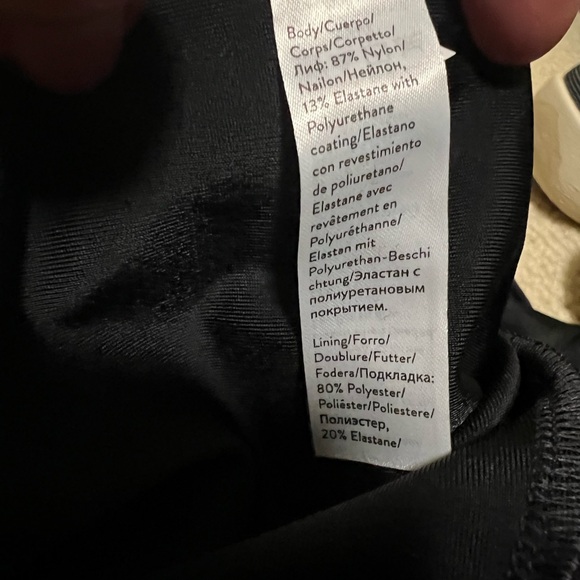 Body/Cuerpo/
Corps/Corpetto/
Лиф: 87% Nylon/
Nailon/Нейлон,
13% Elastane with
Polyurethane
coating/Elastano
con revestimiento
de poliuretano/
Elastane avec
revêtement en
Polyuréthanne/
Elastan mit
Polyurethan-Beschi
chtung/Эластан с
полиуретановым
покрытием.
Lining/Forro/
Doublure/Futter/
Fodera/Подкладка:
80% Polyester/
Poliéster/Poliestere/
Полиэстер,
20% Elastane/